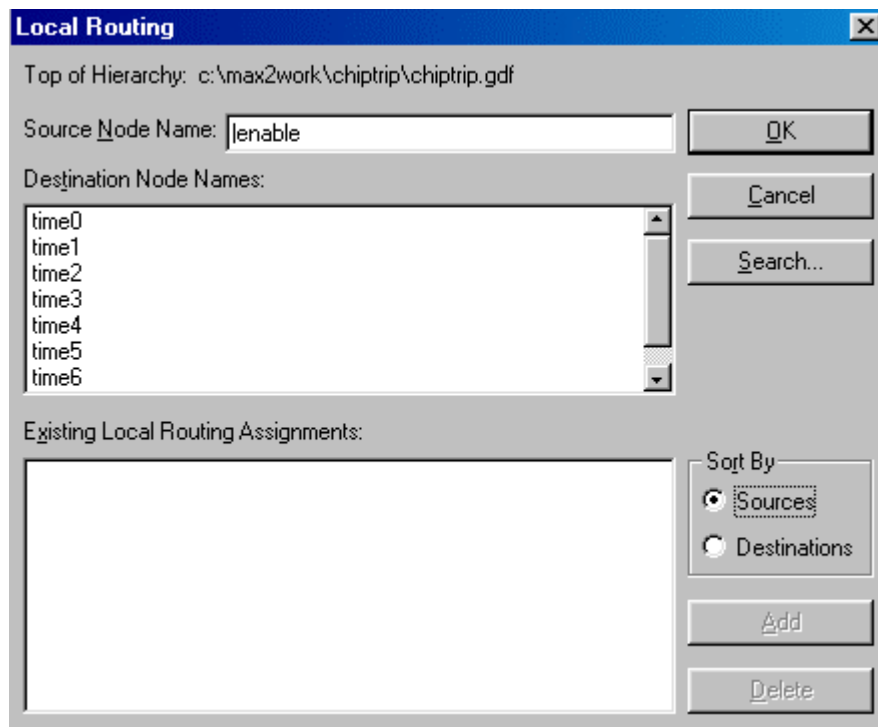 Local Routing
Top of Hierarchy: c:\max2work\chiptrip\chiptrip.gdf
Source Node Name: |enable
OK
Destination Node Names:
Cancel
time0
time1
time2
time3
time4
time5
time6
Search...
Existing Local Routing Assignments:
Sort By
Sources
Destinations
Add
Delete